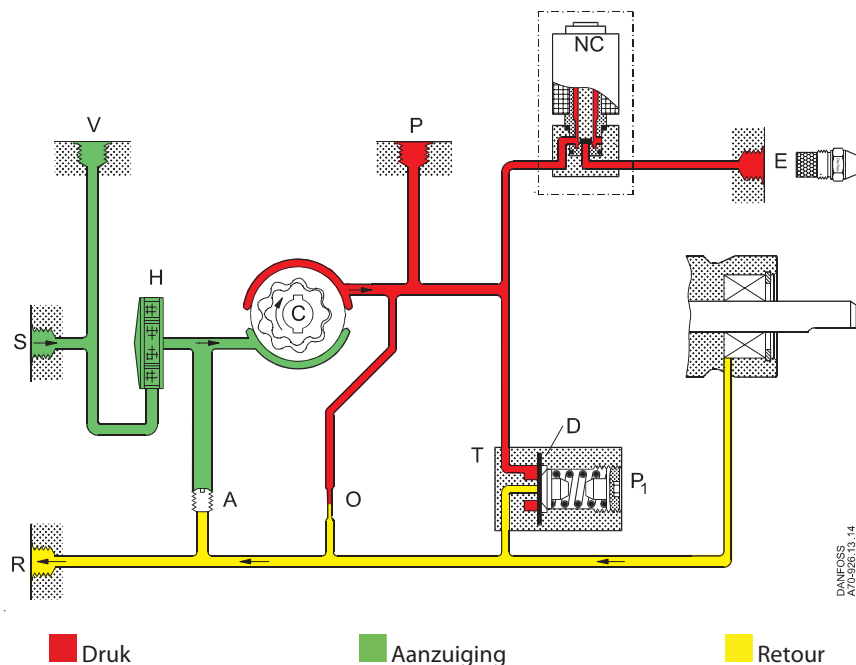 NC
V
P
E
H
C
S
D
T
P1
A
O
R
DANFOSS
A70-926.13.14
Druk
Aanzuiging
Retour